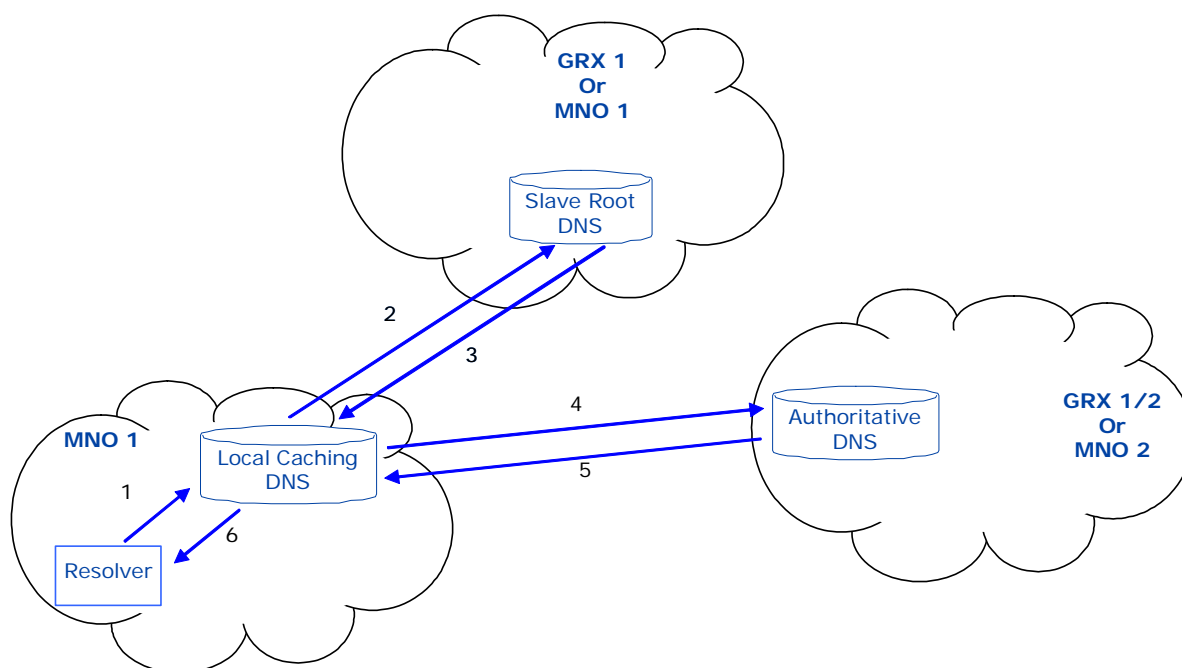 GRX 1
Or
MNO 1
Slave Root
DNS
2
3
4
GRX 1/2
Or
MNO 2
Authoritative
DNS
MNO 1
Local Caching
DNS
5
1
6
Resolver